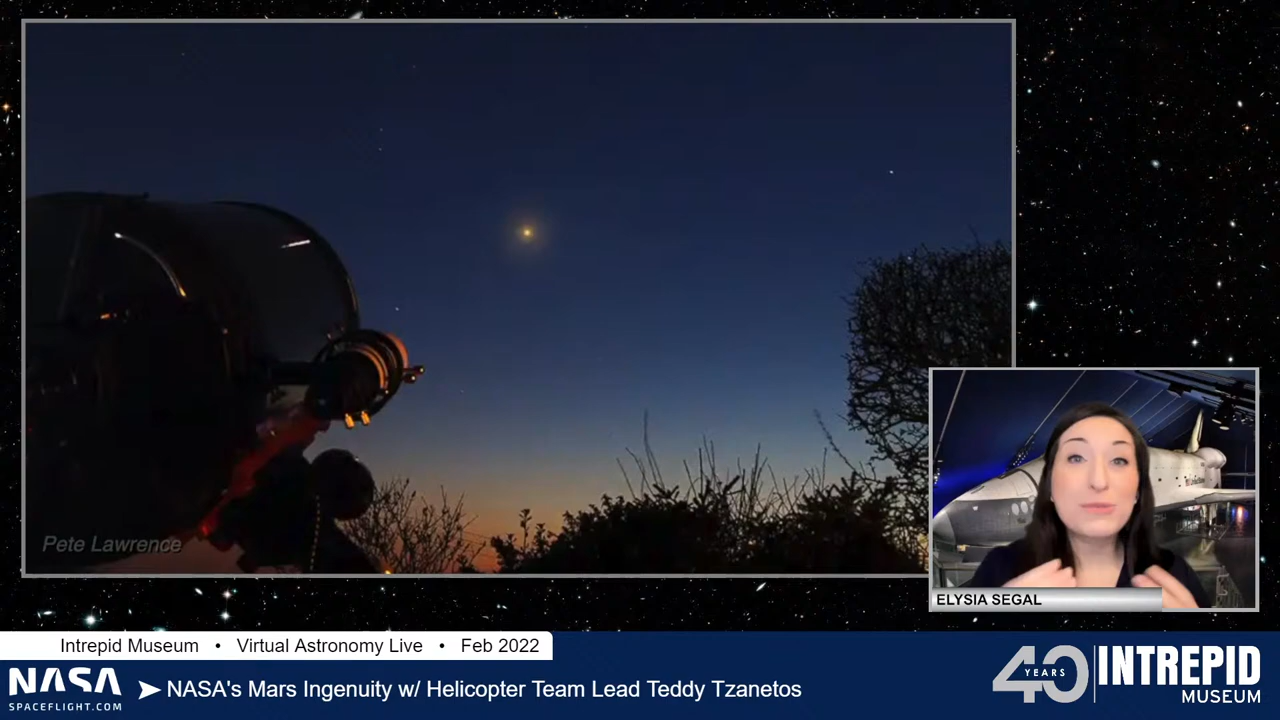 Pete Lawrence
ELYSIA SEGAL
Intrepid Museum • Virtual Astronomy Live • Feb 2022
NASA
SPACEFLIGHT.COM
NASA's Mars Ingenuity w/ Helicopter Team Lead Teddy Tzanetos
40
YEARS
INTREPID
MUSEUM